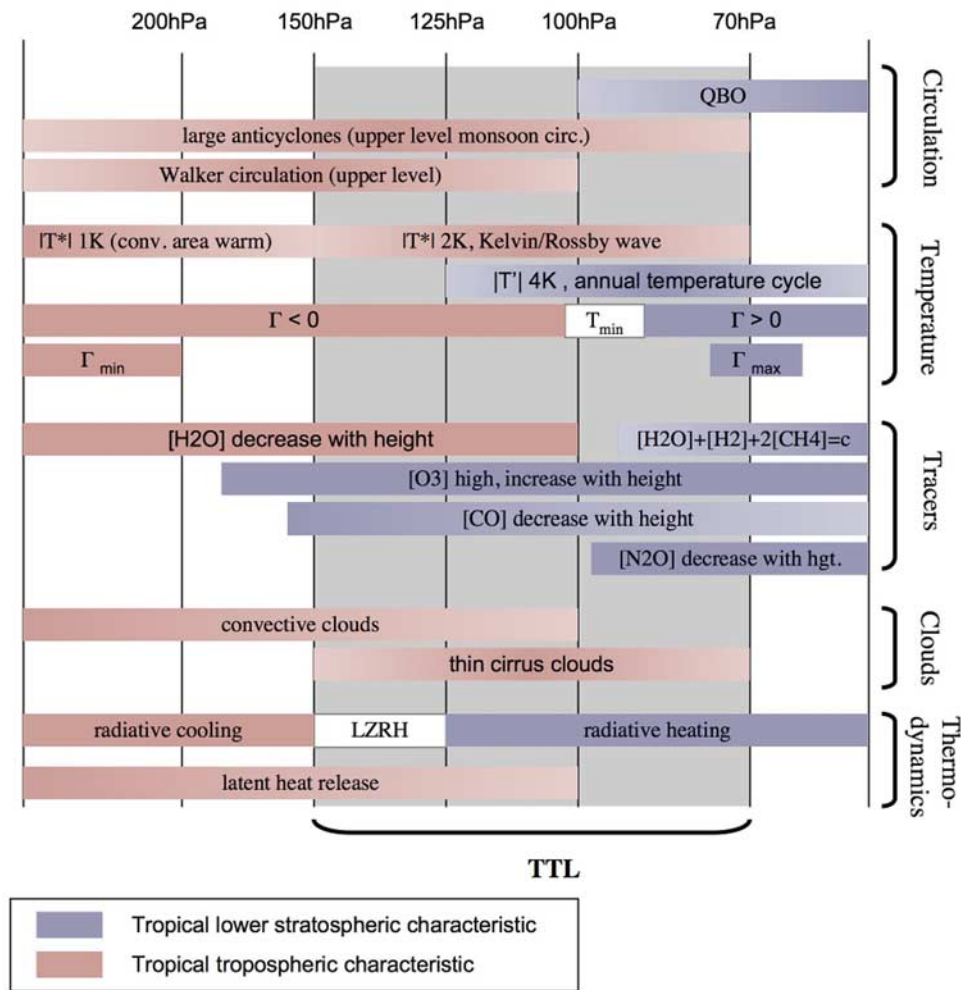 200hPa 150hPa 125hPa 100hPa 70hPa
Circulation
QBO
large anticyclones (upper level monsoon circ.)
Walker circulation (upper level)
Temperature
|T*| 1K (conv. area warm) |T*| 2K, Kelvin/Rossby wave
|T'| 4K , annual temperature cycle
Γ < 0 Tmin Γ > 0
Γ min Γ max
Tracers
[H2O] decrease with height [H2O]+[H2]+2[CH4]=c
[O3] high, increase with height
[CO] decrease with height
[N2O] decrease with hgt.
Clouds
convective clouds
thin cirrus clouds
Thermo-
dynamics
radiative cooling LZRH radiative heating
latent heat release
TTL
Tropical lower stratospheric characteristic
Tropical tropospheric characteristic